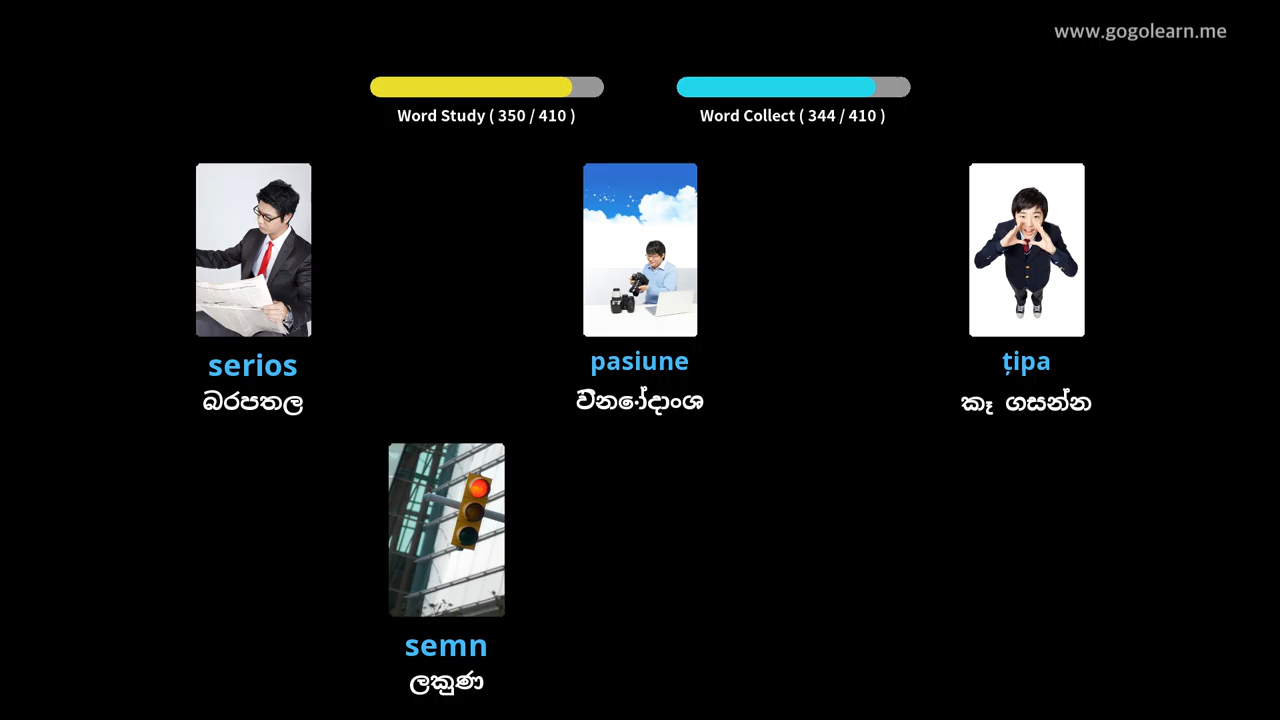 www.gogolearn.me
Word Study ( 350 / 410 )
Word Collect ( 344 / 410 )
serios
බරපතල
pasiune
විනෝදාංශ
țipa
කෑ ගසන්න
semn
ලකුණ